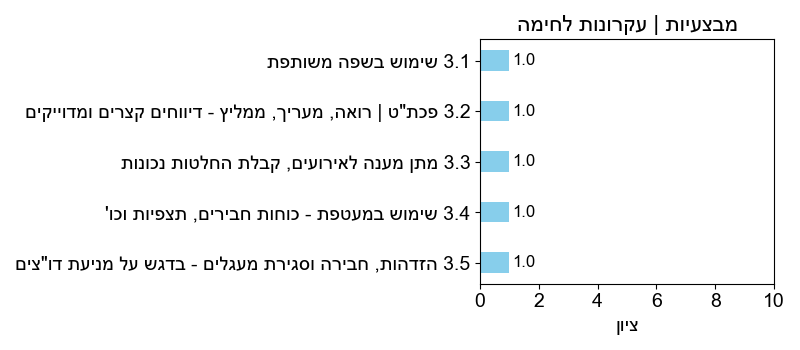 מבצעיות | עקרונות לחימה
3.1 שימוש בשפה משותפת
1.0
3.2 פכת"ט | רואה, מעריך, ממליץ - דיווחים קצרים ומדוייקים
1.0
3.3 מתן מענה לאירועים, קבלת החלטות נכונות
1.0
3.4 שימוש במעטפת - כוחות חבירים, תצפיות וכו'
1.0
3.5 הזדהות, חבירה וסגירת מעגלים - בדגש על מניעת דו"צים
1.0
0 2 4 6 8 10
ציון